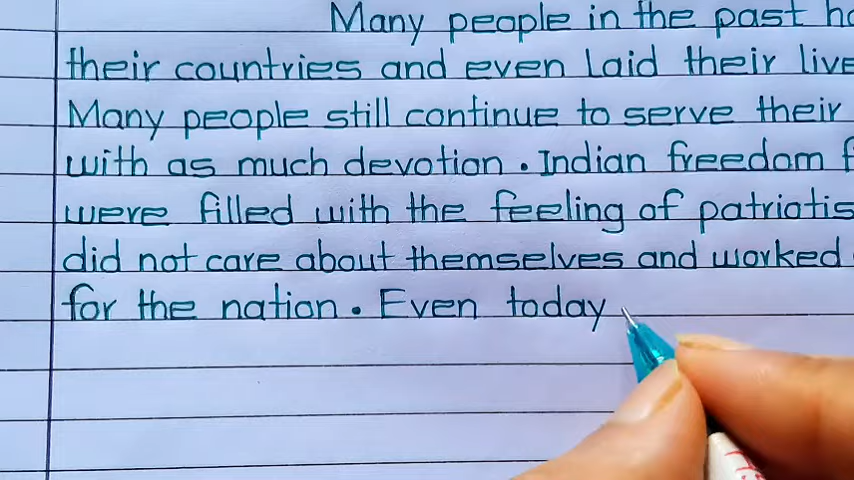 Many people in the past
their countries and even laid their
Many people still continue to serve their
with as much devotion. Indian freedom
were filled with the feeling of
did not care about themselves and worked
for the nation. Even today